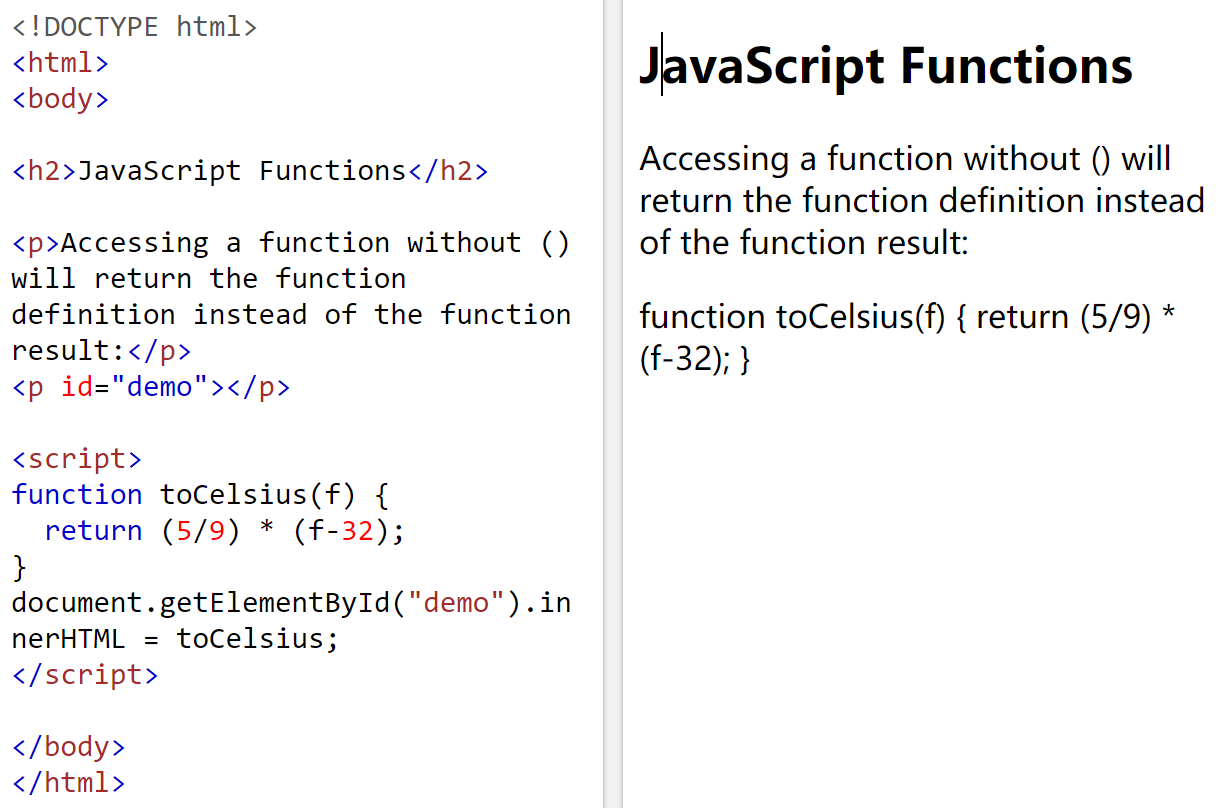 <!DOCTYPE html>
<html>
<body>
<h2>JavaScript Functions</h2>
<p>Accessing a function without ()
will return the function
definition instead of the function
result:</p>
<p id="demo"></p>
<script>
function toCelsius(f) {
  return (5/9) * (f-32);
}
document.getElementById("demo").in
nerHTML = toCelsius;
</script>
</body>
</html>
JavaScript Functions
Accessing a function without () will
return the function definition instead
of the function result:
function toCelsius(f) { return (5/9) *
(f-32); }